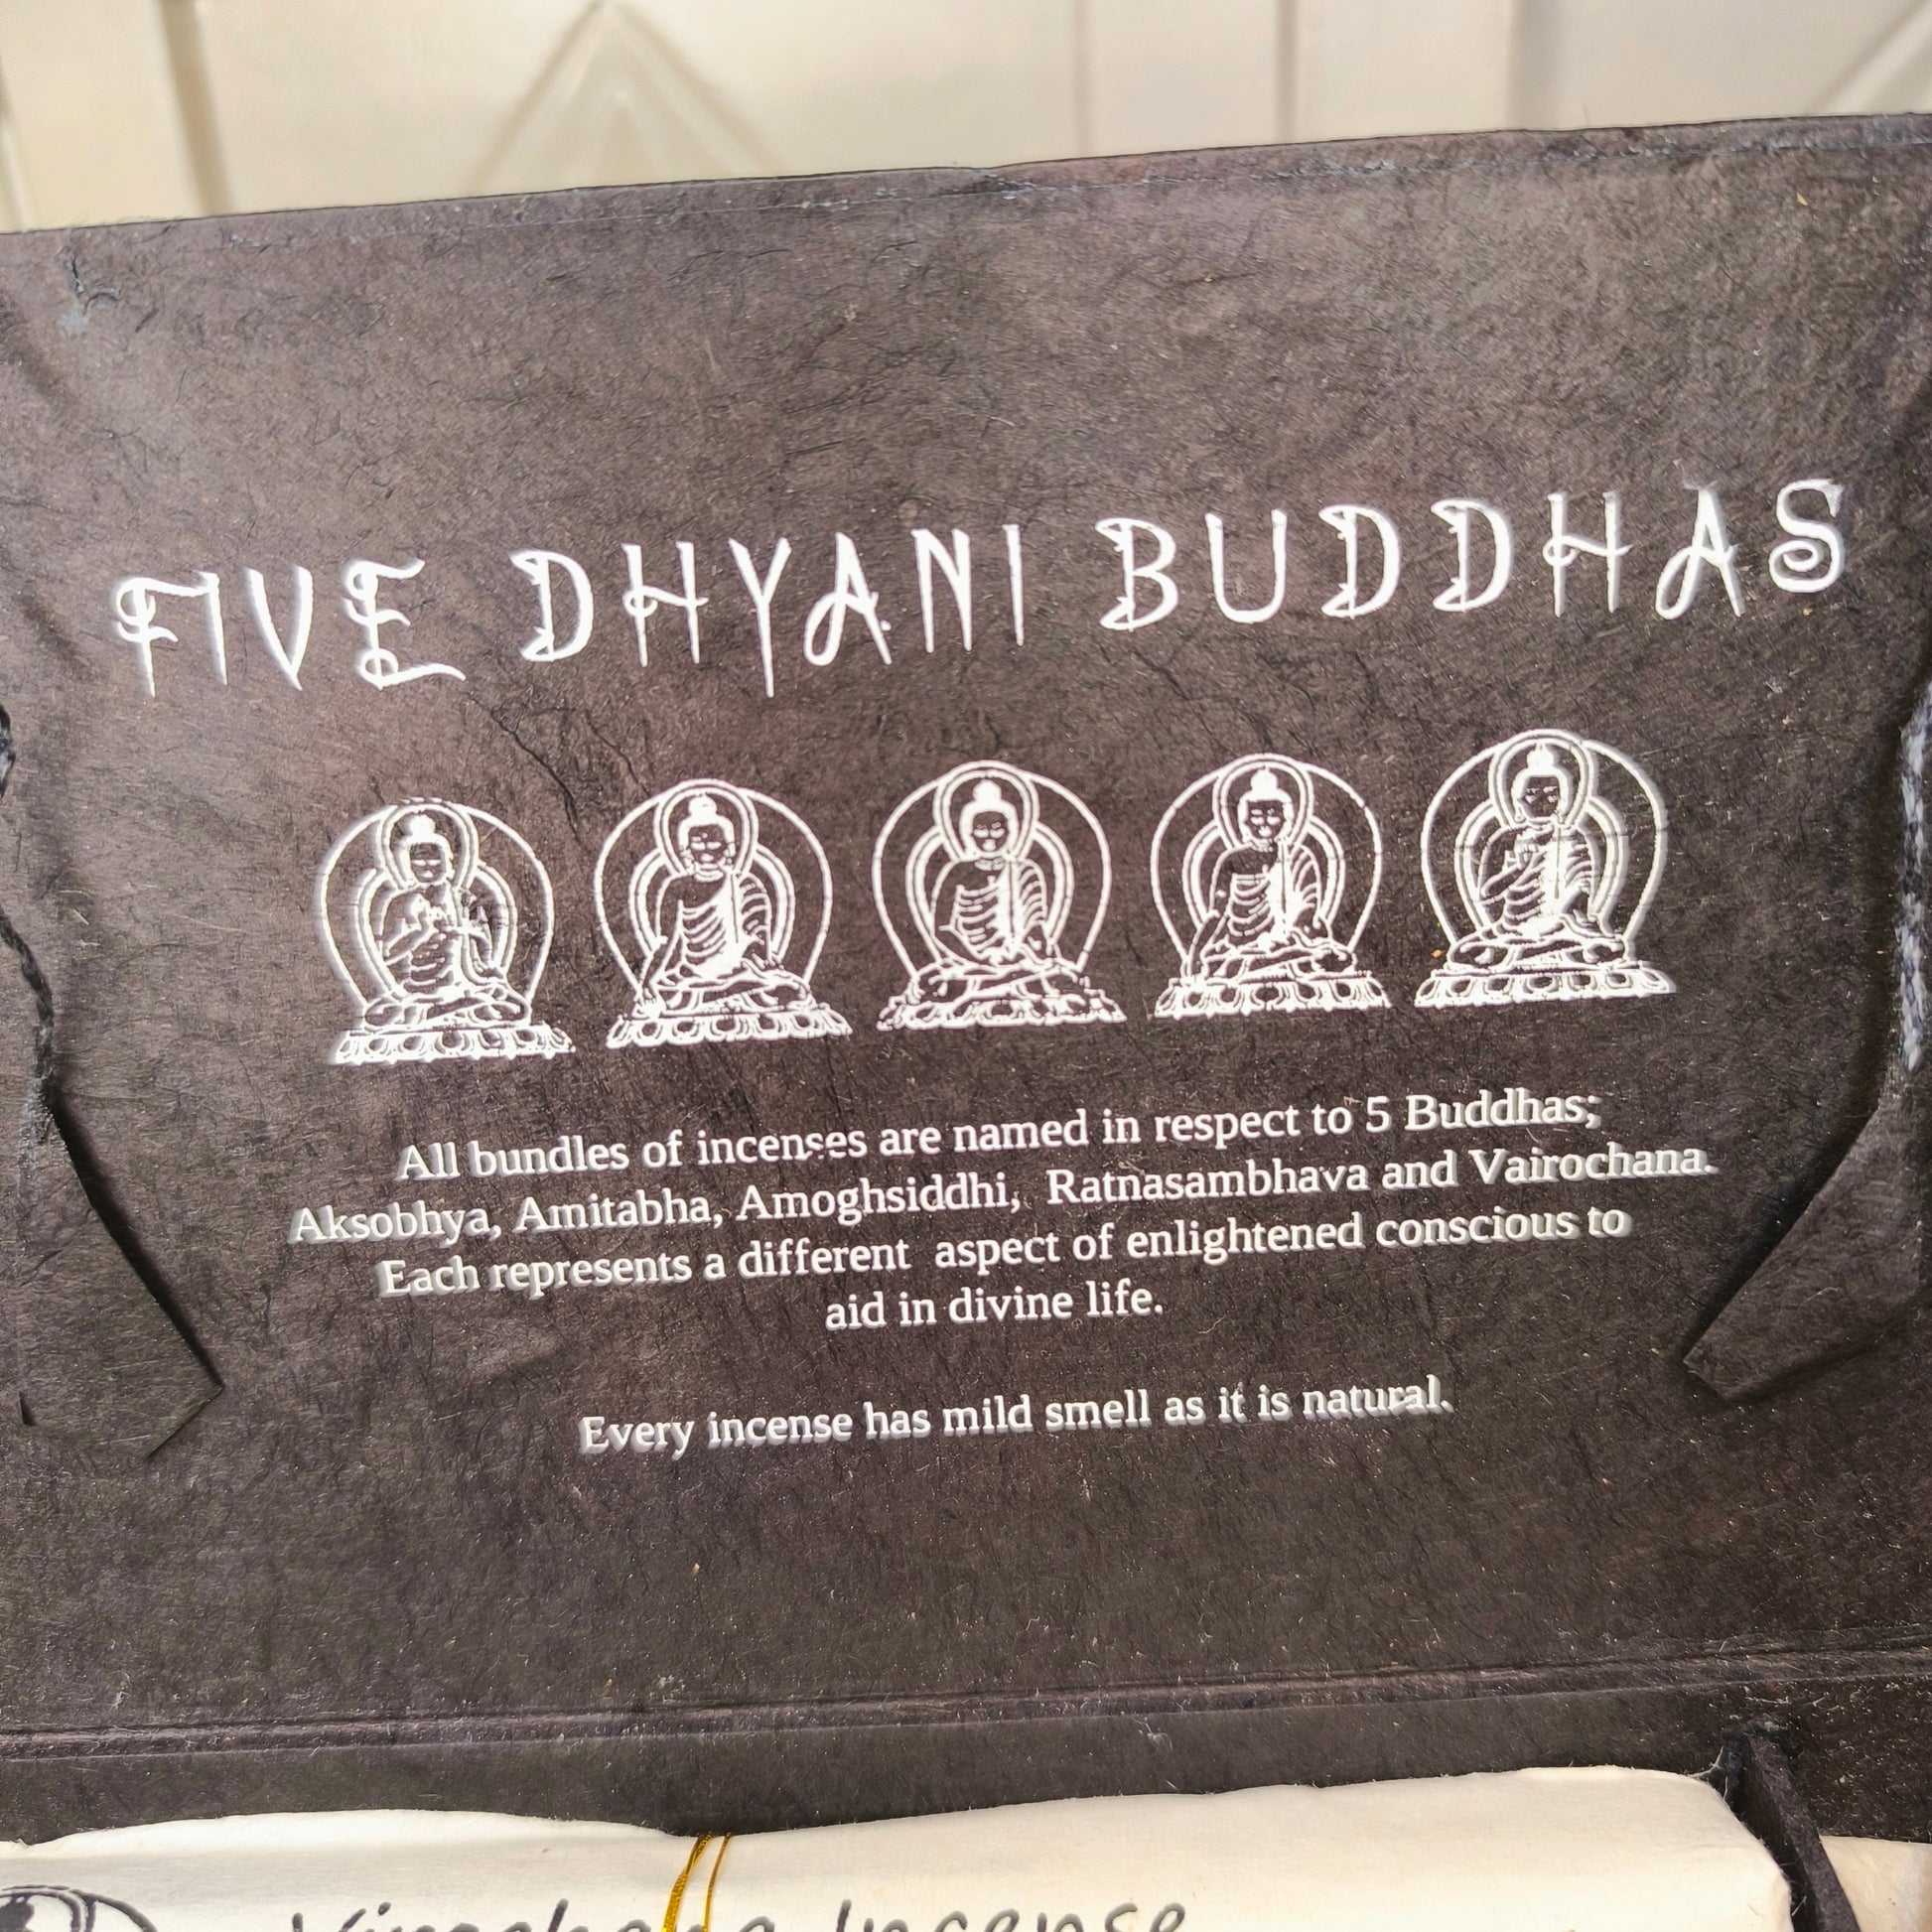 FIVE DHYANI BUDDHAS
All bundles of incenses are named in respect to 5 Buddhas;
Aksobhya, Amitabha, Amoghsiddhi, Ratnasambhava and Vairochana.
Each represents a different aspect of enlightened conscious to
aid in divine life.
Every incense has mild smell as it is natural.
Incense